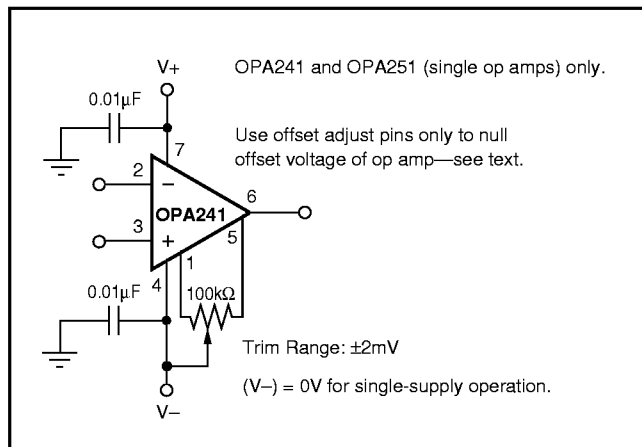 V+
OPA241 and OPA251 (single op amps) only.
0.01µF
Use offset adjust pins only to null
offset voltage of op amp—see text.
7
2
–
6
OPA241
3
+
5
1
4
0.01µF
100kΩ
Trim Range: ±2mV
(V–) = 0V for single-supply operation.
V–